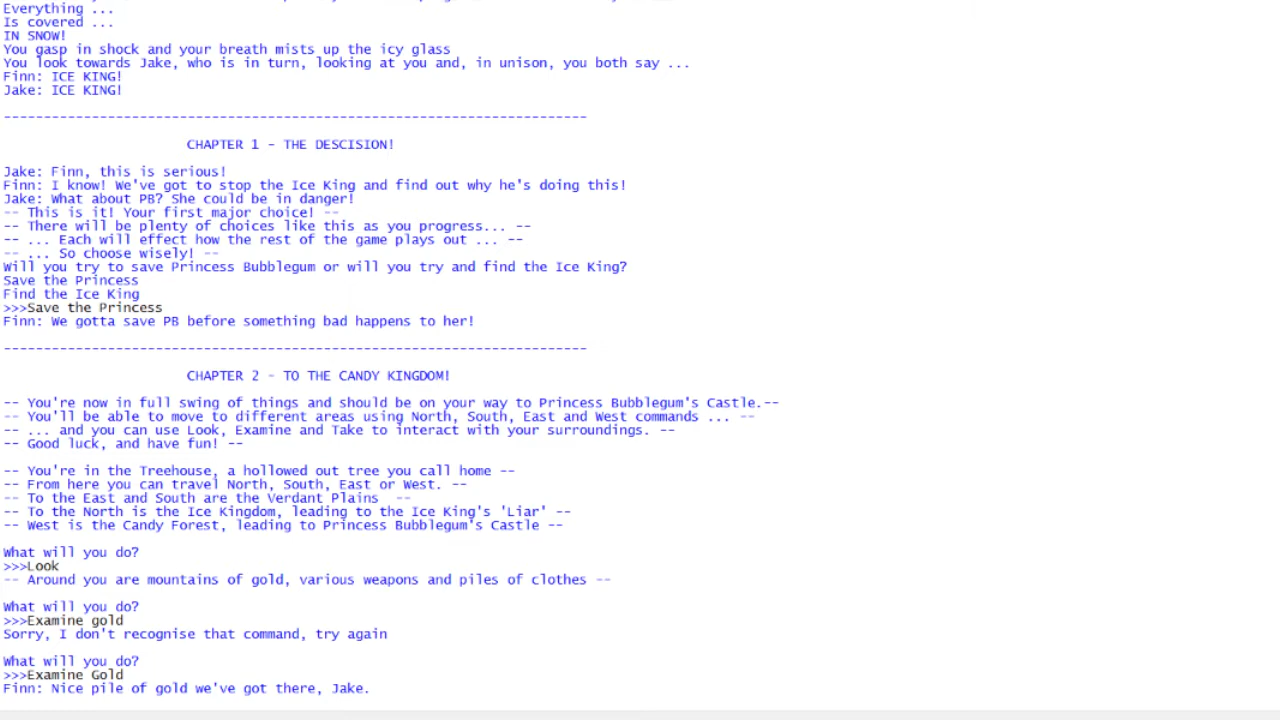 Everything ...
Is covered ...
IN SNOW!
You gasp in shock and your breath mists up the icy glass
You look towards Jake, who is in turn, looking at you and, in unison, you both say ...
Finn: ICE KING!
Jake: ICE KING!
-------------------------------------------------------------------------
CHAPTER 1 - THE DESCISION!
Jake: Finn, this is serious!
Finn: I know! We've got to stop the Ice King and find out why he's doing this!
Jake: What about PB? She could be in danger!
-- This is it! Your first major choice! --
-- There will be plenty of choices like this as you progress... --
-- ... Each will effect how the rest of the game plays out ... --
-- ... So choose wisely! --
Will you try to save Princess Bubblegum or will you try and find the Ice King?
Save the Princess
Find the Ice King
>>>Save the Princess
Finn: We gotta save PB before something bad happens to her!
-------------------------------------------------------------------------
CHAPTER 2 - TO THE CANDY KINGDOM!
-- You're now in full swing of things and should be on your way to Princess Bubblegum's Castle.--
-- You'll be able to move to different areas using North, South, East and West commands ... --
-- ... and you can use Look, Examine and Take to interact with your surroundings. --
-- Good luck, and have fun! --
-- You're in the Treehouse, a hollowed out tree you call home --
-- From here you can travel North, South, East or West. --
-- To the East and South are the Verdant Plains  --
-- To the North is the Ice Kingdom, leading to the Ice King's 'Liar' --
-- West is the Candy Forest, leading to Princess Bubblegum's Castle --
What will you do?
>>>Look
-- Around you are mountains of gold, various weapons and piles of clothes --
What will you do?
>>>Examine gold
Sorry, I don't recognise that command, try again
What will you do?
>>>Examine Gold
Finn: Nice pile of gold we've got there, Jake.